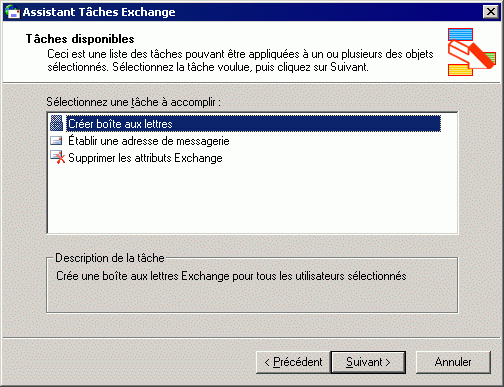 Assistant Tâches Exchange
Tâches disponibles
Ceci est une liste des tâches pouvant être appliquées à un ou plusieurs des objets
sélectionnés. Sélectionnez la tâche voulue, puis cliquez sur Suivant.
Sélectionnez une tâche à accomplir :
Créer boîte aux lettres
Établir une adresse de messagerie
Supprimer les attributs Exchange
Description de la tâche
Crée une boîte aux lettres Exchange pour tous les utilisateurs sélectionnés
< Précédent
Suivant >
Annuler